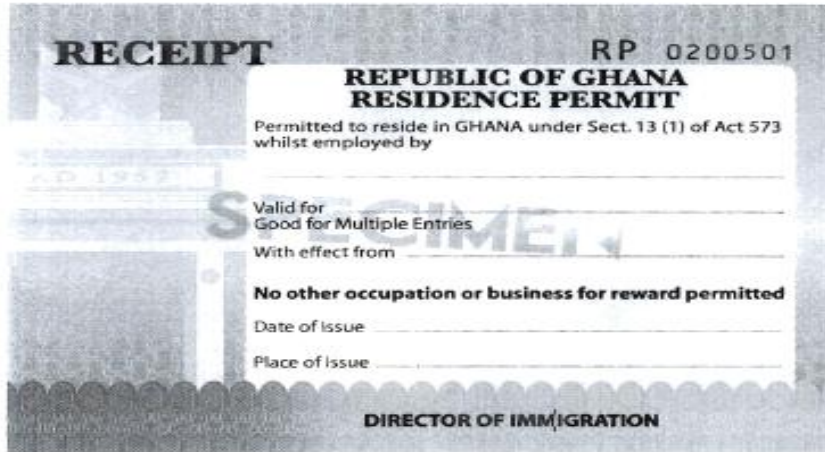 RECEIPT
RP 0200501
REPUBLIC OF GHANA
RESIDENCE PERMIT
Permitted to reside in GHANA under Sect. 13 (1) of Act 573
whilst employed by
AD 1957
SPECIMEN
Valid for
Good for Multiple Entries
With effect from
No other occupation or business for reward permitted
Date of issue
Place of issue
DIRECTOR OF IMMIGRATION